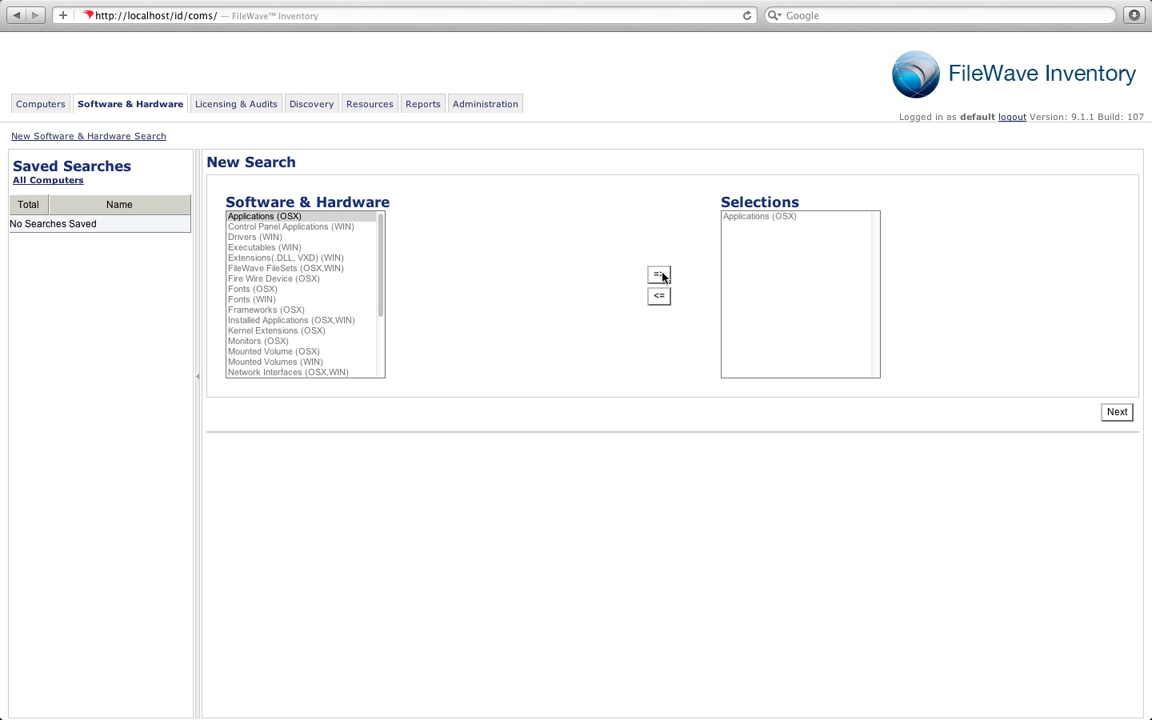 http://localhost/id/coms/ — FileWave™ Inventory
Google
FileWave Inventory
Computers
Software & Hardware
Licensing & Audits
Discovery
Resources
Reports
Administration
Logged in as default logout Version: 9.1.1 Build: 107
New Software & Hardware Search
Saved Searches
All Computers
Total Name
No Searches Saved
New Search
Software & Hardware
Applications (OSX)
Control Panel Applications (WIN)
Drivers (WIN)
Executables (WIN)
Extensions(.DLL, VXD) (WIN)
FileWave FileSets (OSX,WIN)
Fire Wire Device (OSX)
Fonts (OSX)
Fonts (WIN)
Frameworks (OSX)
Installed Applications (OSX,WIN)
Kernel Extensions (OSX)
Monitors (OSX)
Mounted Volume (OSX)
Mounted Volumes (WIN)
Network Interfaces (OSX,WIN)
<=
Selections
Applications (OSX)
Next